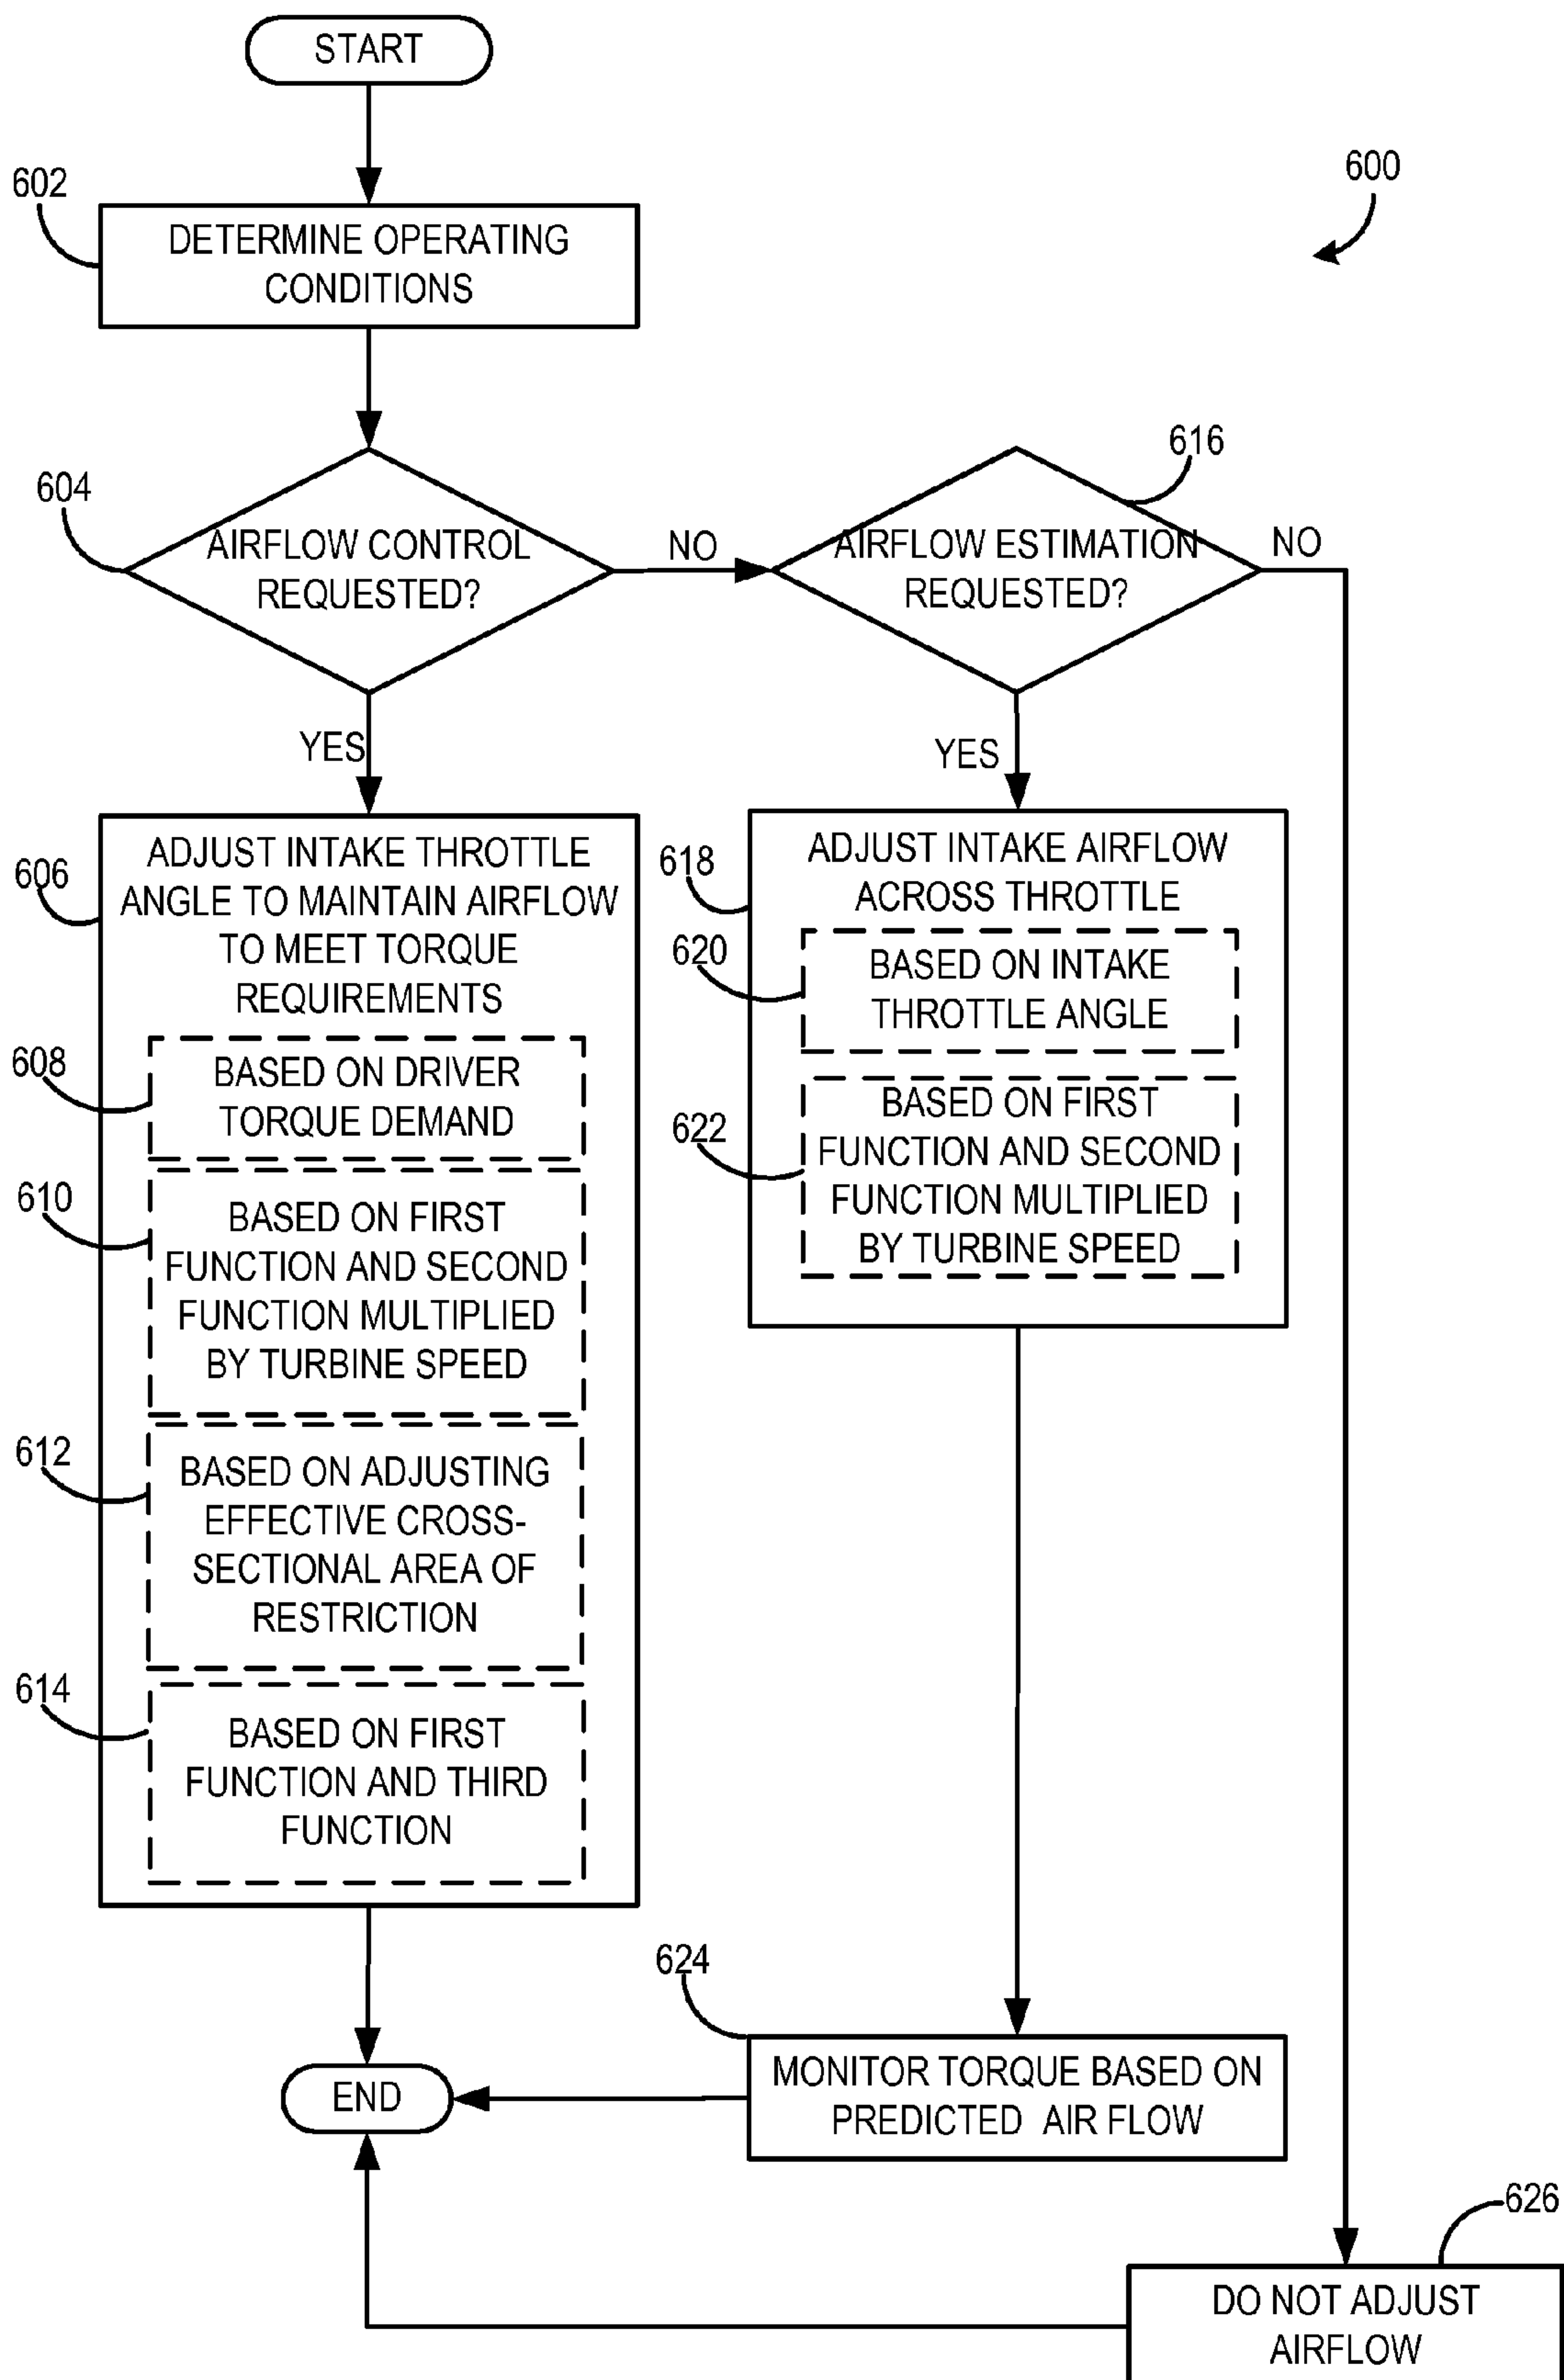 START
602
600
DETERMINE OPERATING
CONDITIONS
604
AIRFLOW CONTROL
REQUESTED?
NO
616
AIRFLOW ESTIMATION
REQUESTED?
NO
YES
YES
606
ADJUST INTAKE THROTTLE
ANGLE TO MAINTAIN AIRFLOW
TO MEET TORQUE
REQUIREMENTS
608
BASED ON DRIVER
TORQUE DEMAND
610
BASED ON FIRST
FUNCTION AND SECOND
FUNCTION MULTIPLIED
BY TURBINE SPEED
612
BASED ON ADJUSTING
EFFECTIVE CROSS-
SECTIONAL AREA OF
RESTRICTION
614
BASED ON FIRST
FUNCTION AND THIRD
FUNCTION
618
ADJUST INTAKE AIRFLOW
ACROSS THROTTLE
620
BASED ON INTAKE
THROTTLE ANGLE
622
BASED ON FIRST
FUNCTION AND SECOND
FUNCTION MULTIPLIED
BY TURBINE SPEED
624
MONITOR TORQUE BASED ON
PREDICTED AIR FLOW
END
626
DO NOT ADJUST
AIRFLOW